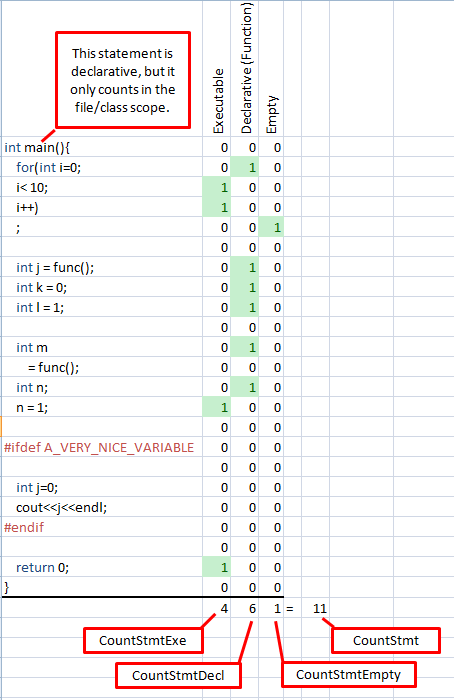 This statement is
declarative, but it
only counts in the
file/class scope.
Executable
Declarative (Function)
Empty
int main(){ 0 0 0
for(int i=0; 0 1 0
i< 10; 1 0 0
i++) 1 0 0
; 0 0 1
0 0 0
int j = func(); 0 1 0
int k = 0; 0 1 0
int l = 1; 0 1 0
0 0 0
int m 0 1 0
= func(); 0 0 0
int n; 0 1 0
n = 1; 1 0 0
0 0 0
#ifdef A_VERY_NICE_VARIABLE 0 0 0
0 0 0
int j=0; 0 0 0
cout<<j<<endl; 0 0 0
#endif 0 0 0
0 0 0
return 0; 1 0 0
} 0 0 0
4 6 1 = 11
CountStmtExe
CountStmt
CountStmtDecl
CountStmtEmpty